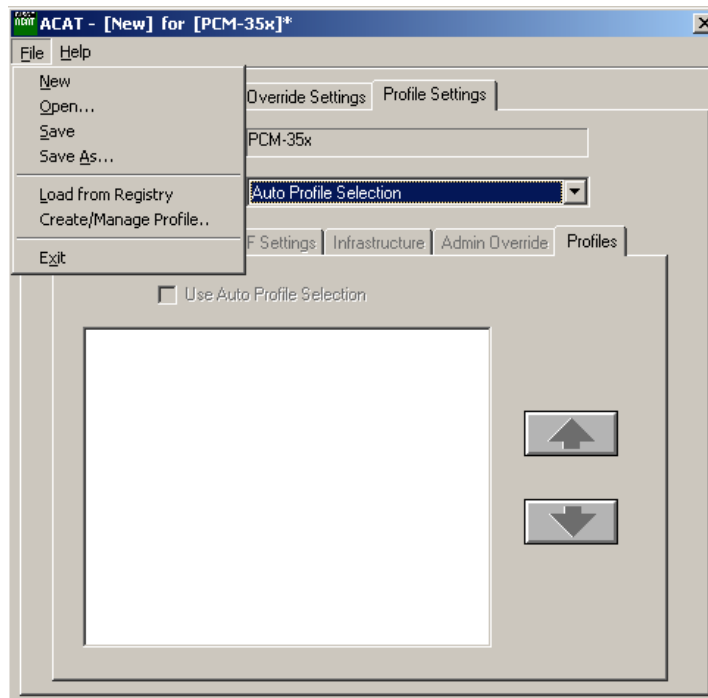 ACAT - [New] for [PCM-35x]*
File Help
New
Open...
Save
Save As...
Load from Registry
Create/Manage Profile..
Exit
Override Settings Profile Settings
PCM-35x
Auto Profile Selection
F Settings Infrastructure Admin Override Profiles
Use Auto Profile Selection